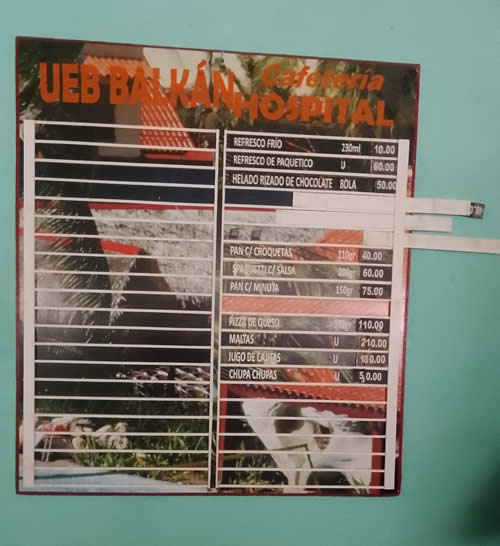 UEB BALKÁN Cafetería
HOSPITAL
REFRESCO FRÍO 230ml 10.00
REFRESCO DE PAQUETICO U 60.00
HELADO RIZADO DE CHOCOLATE BOLA 50.00
PAN C/ CROQUETAS 110gr 40.00
SPAGUETTI C/ SALSA 60.00
PAN C/ MINUTA 150gr 75.00
PIZZA DE QUESO 110.00
MALTAS U 210.00
JUGO DE CAJITAS U 180.00
CHUPA CHUPAS U 50.00